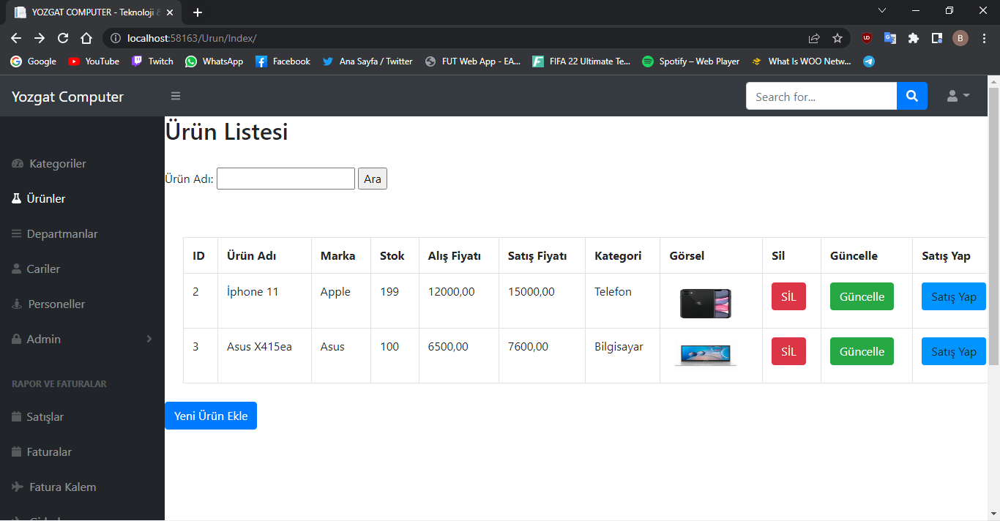 YOZGAT COMPUTER - Teknoloji &
localhost:58163/Urun/Index/
UD
B
Google YouTube Twitch WhatsApp Facebook Ana Sayfa / Twitter FUT Web App - EA... FIFA 22 Ultimate Te... Spotify – Web Player What Is WOO Netw...
Yozgat Computer
Search for...
Kategoriler
Ürünler
Departmanlar
Cariler
Personeller
Admin
RAPOR VE FATURALAR
Satışlar
Faturalar
Fatura Kalem
Ürün Listesi
Ürün Adı: Ara
ID Ürün Adı Marka Stok Alış Fiyatı Satış Fiyatı Kategori Görsel Sil Güncelle Satış Yap
2 İphone 11 Apple 199 12000,00 15000,00 Telefon SİL Güncelle Satış Yap
3 Asus X415ea Asus 100 6500,00 7600,00 Bilgisayar SİL Güncelle Satış Yap
Yeni Ürün Ekle